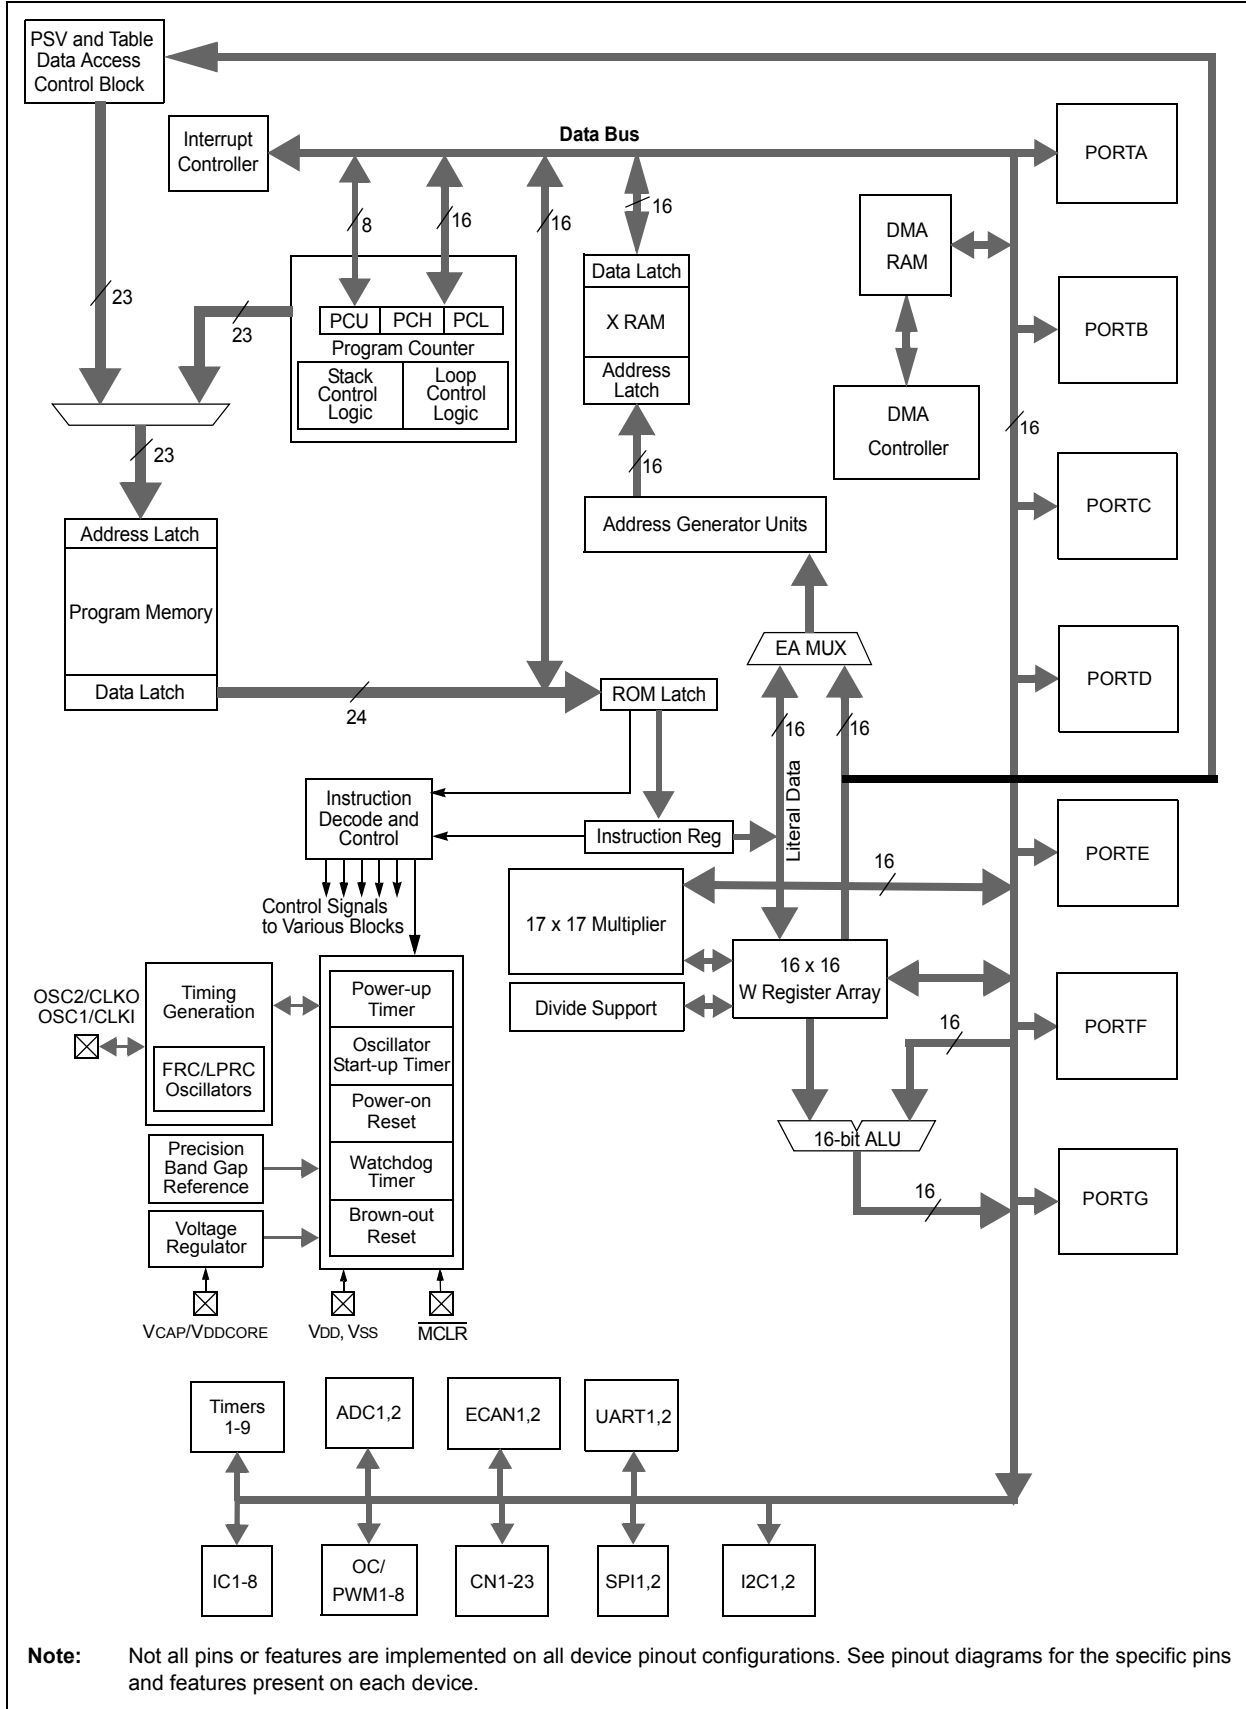 PSV and Table
Data Access
Control Block
Interrupt
Controller
Data Bus
PORTA
8
16
16
16
DMA
RAM
23
23
PCU
PCH
PCL
Program Counter
Stack
Control
Logic
Loop
Control
Logic
Data Latch
X RAM
Address
Latch
PORTB
DMA
Controller
16
23
16
Address Latch
Program Memory
Data Latch
Address Generator Units
PORTC
EA MUX
PORTD
24
ROM Latch
16
16
Literal Data
Instruction
Decode and
Control
Instruction Reg
PORTE
16
Control Signals
to Various Blocks
17 x 17 Multiplier
16 x 16
W Register Array
Divide Support
OSC2/CLKO
OSC1/CLKI
Timing
Generation
FRC/LPRC
Oscillators
Power-up
Timer
Oscillator
Start-up Timer
Power-on
Reset
Watchdog
Timer
Brown-out
Reset
16
PORTF
16-bit ALU
Precision
Band Gap
Reference
Voltage
Regulator
16
PORTG
VCAP/VDDCORE
VDD, VSS
MCLR
Timers
1-9
ADC1,2
ECAN1,2
UART1,2
IC1-8
OC/
PWM1-8
CN1-23
SPI1,2
I2C1,2
Note: Not all pins or features are implemented on all device pinout configurations. See pinout diagrams for the specific pins
and features present on each device.